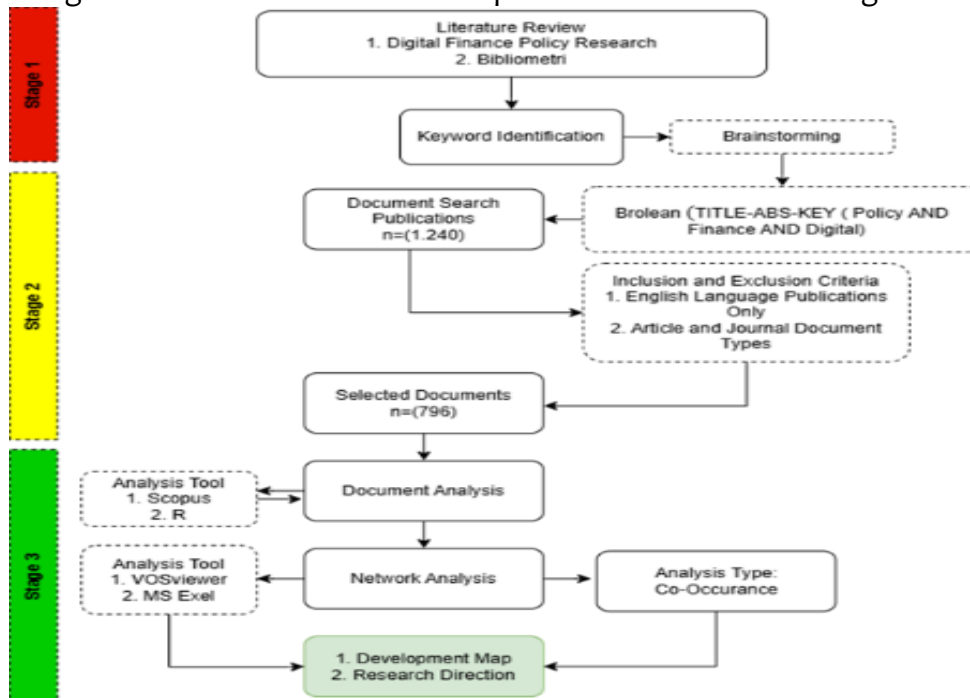 Literature Review
1. Digital Finance Policy Research
2. Bibliometri
Stage 1
Keyword Identification
Brainstorming
Document Search
Publications
n=(1.240)
Brolean (TITLE-ABS-KEY ( Policy AND
Finance AND Digital)
Stage 2
Inclusion and Exclusion Criteria
1. English Language Publications
Only
2. Article and Journal Document
Types
Selected Documents
n=(796)
Stage 3
Analysis Tool
1. Scopus
2. R
Document Analysis
Analysis Tool
1. VOSviewer
2. MS Exel
Network Analysis
Analysis Type:
Co-Occurance
1. Development Map
2. Research Direction